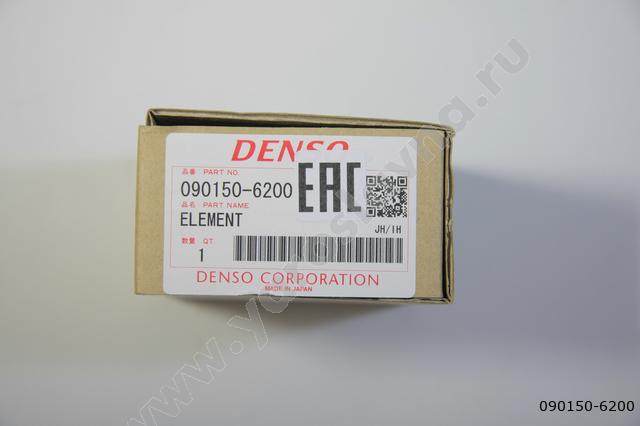 DENSO
品番 PART NO.
090150-6200
EAC
品名 PART NAME
ELEMENT
JH/IH
数量 QT
1
DENSO CORPORATION
MADE IN JAPAN
090150-6200